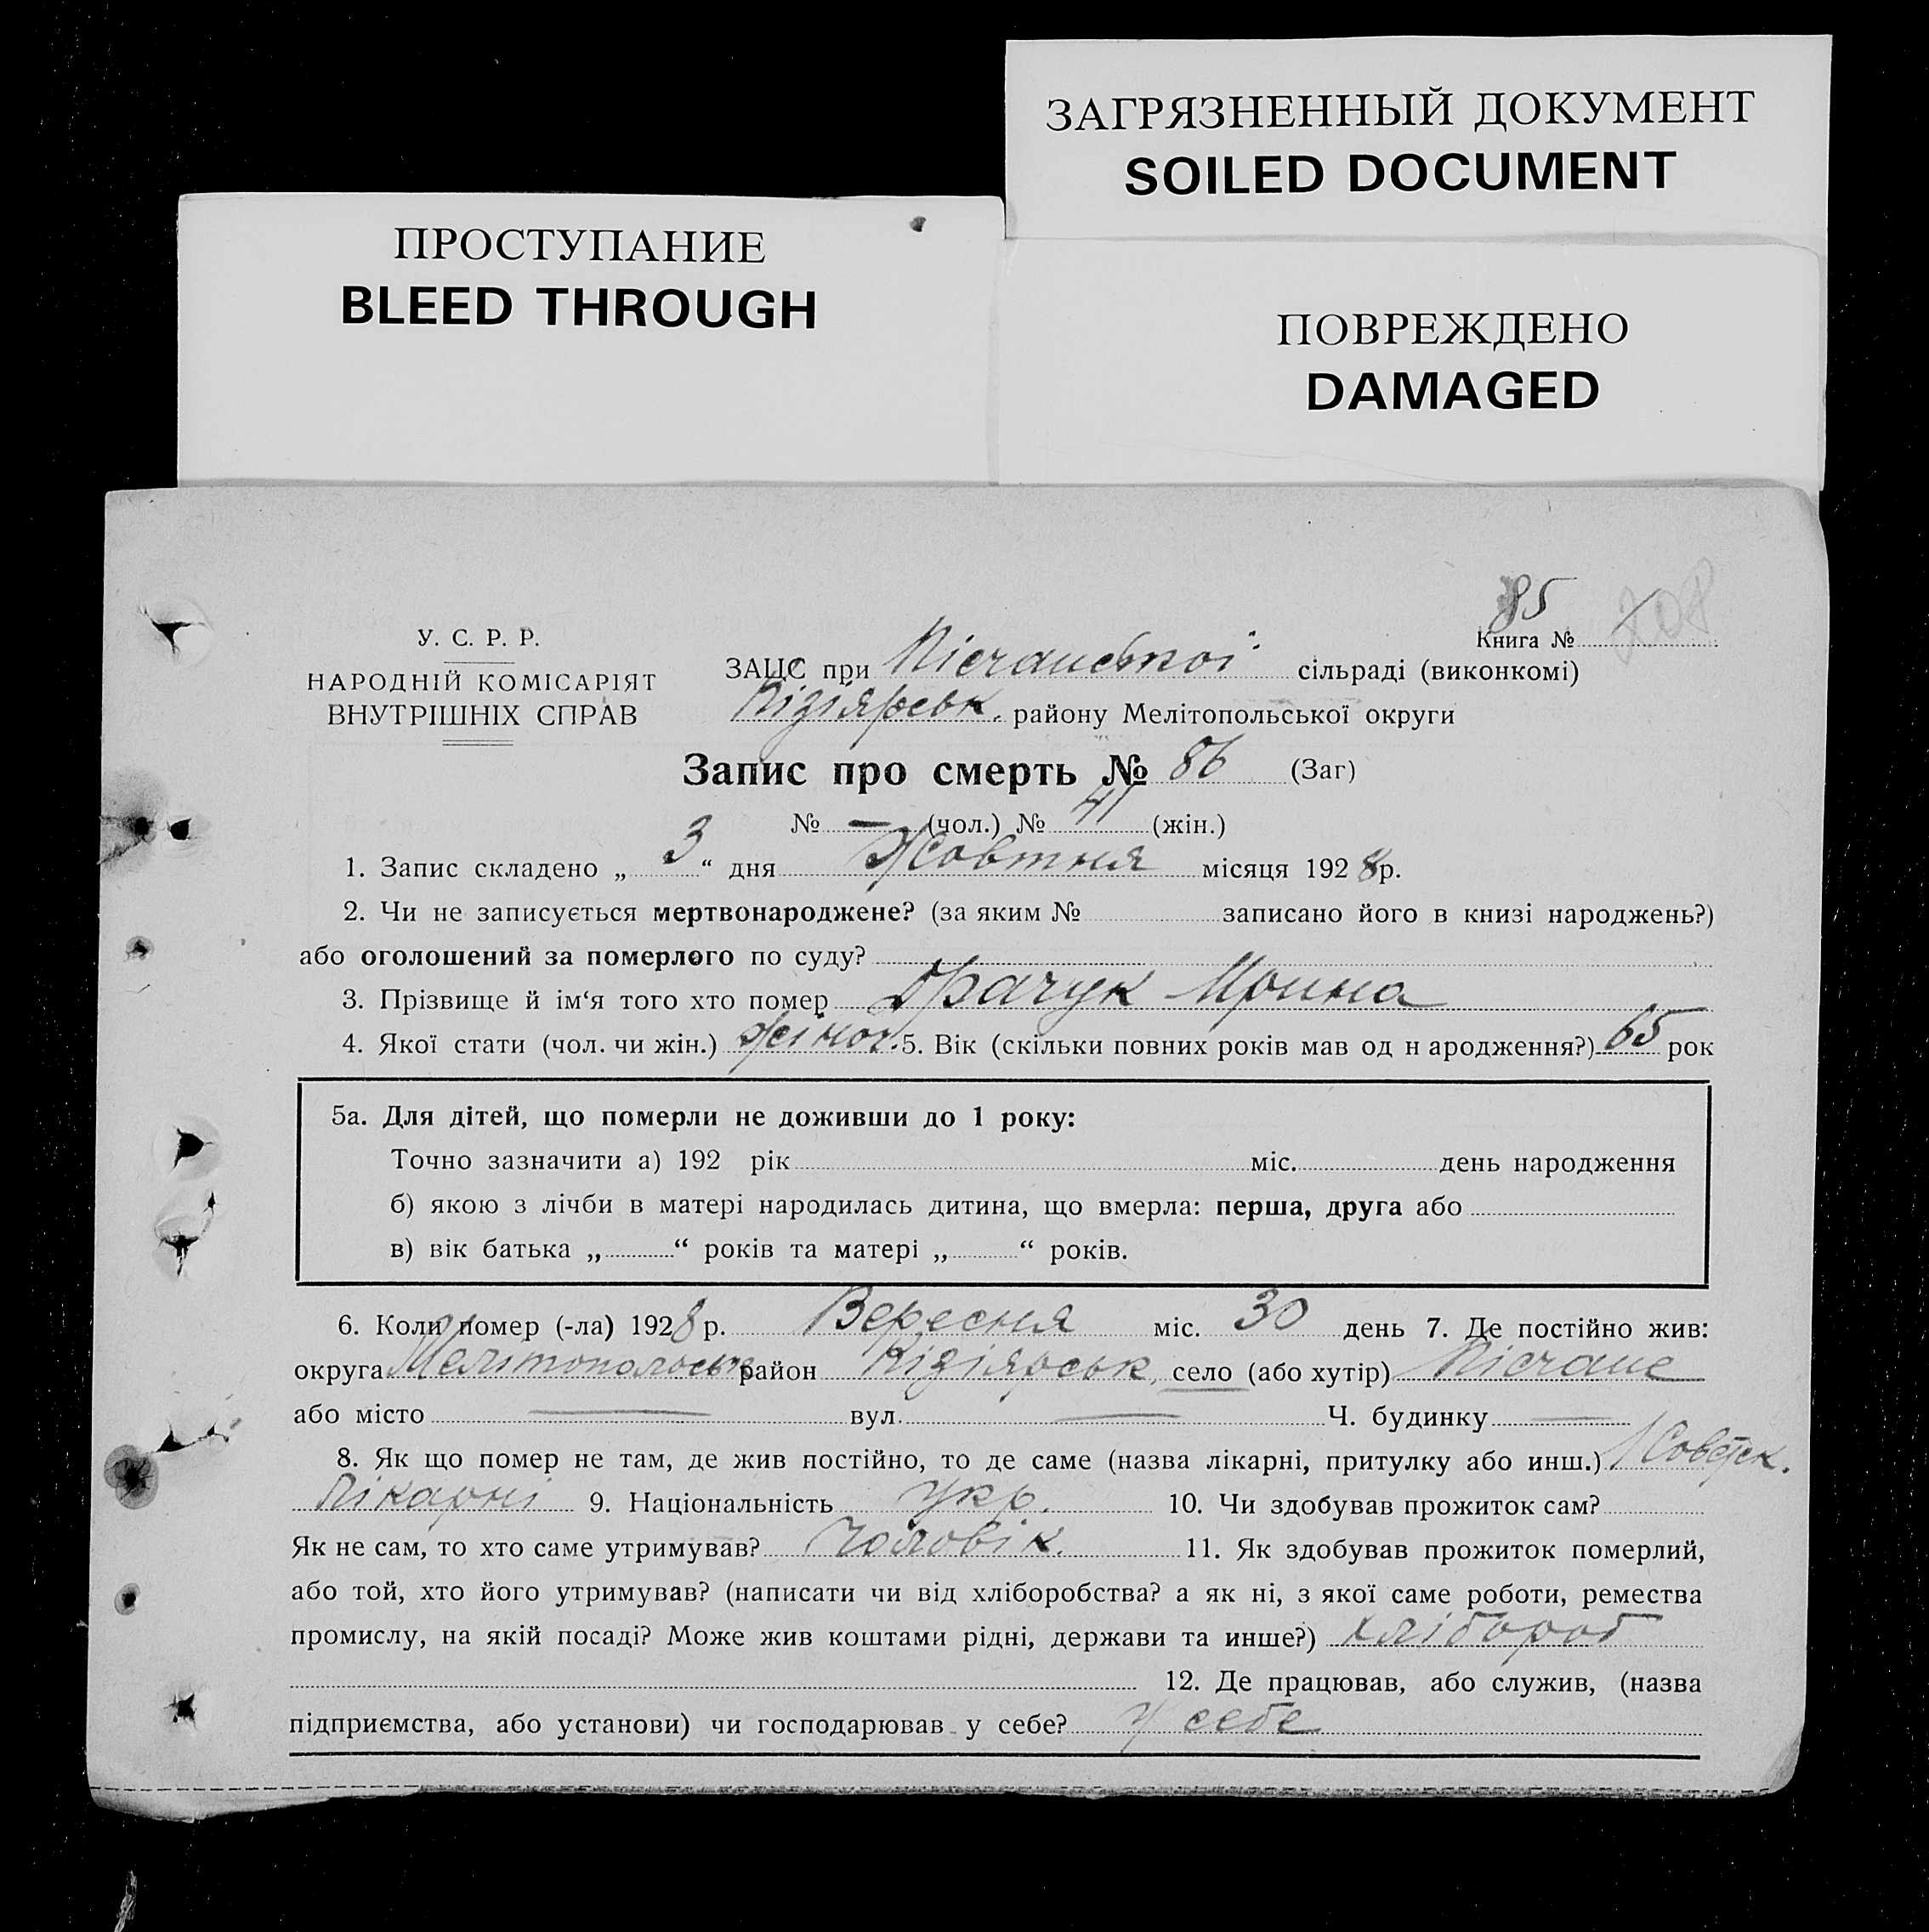 ЗАГРЯЗНЕННЫЙ ДОКУМЕНТ
SOILED DOCUMENT
ПРОСТУПАНИЕ
BLEED THROUGH
ПОВРЕЖДЕНО
DAMAGED
85
У. С. Р. Р.
НАРОДНІЙ КОМІСАРІЯТ
ВНУТРІШНІХ СПРАВ
Книга № 208
ЗАЦС при Пісчанської сільраді (виконкомі)
Кізіярськ. району Мелітопольської округи
Запис про смерть № 86 (Заг)
№ — (чол.) № 41 (жін.)
1. Запис складено „ 3 “ дня Жовтня місяця 1928 р.
2. Чи не записується мертвонароджене? (за яким № записано його в книзі народжень?)
або оголошений за померлого по суду?
3. Прізвище й ім‘я того хто помер Драчук Мрина
4. Якої стати (чол. чи жін.) жіноч. 5. Вік (скільки повних років мав од н ародження?) 65 рок
5а. Для дітей, що померли не доживши до 1 року:
Точно зазначити а) 192 рік міс. день народження
б) якою з лічби в матері народилась дитина, що вмерла: перша, друга або
в) вік батька „ “ років та матері „ “ років.
6. Коли помер (-ла) 1928 р. Вересня міс. 30 день 7. Де постійно жив:
округа Мелітопольськ район Кізіярськ. село (або хутір) Пісчане
або місто — вул. — Ч. будинку —
8. Як що помер не там, де жив постійно, то де саме (назва лікарні, притулку або инш.)
Лікарні 9. Національність укр. 10. Чи здобував прожиток сам?
Як не сам, то хто саме утримував? Чоловік. 11. Як здобував прожиток померлий,
або той, хто його утримував? (написати чи від хліборобства? а як ні, з якої саме роботи, ремества
промислу, на якій посаді? Може жив коштами рідні, держави та инше?) хлібороб
12. Де працював, або служив, (назва
підприємства, або установи) чи господарював у себе? у себе